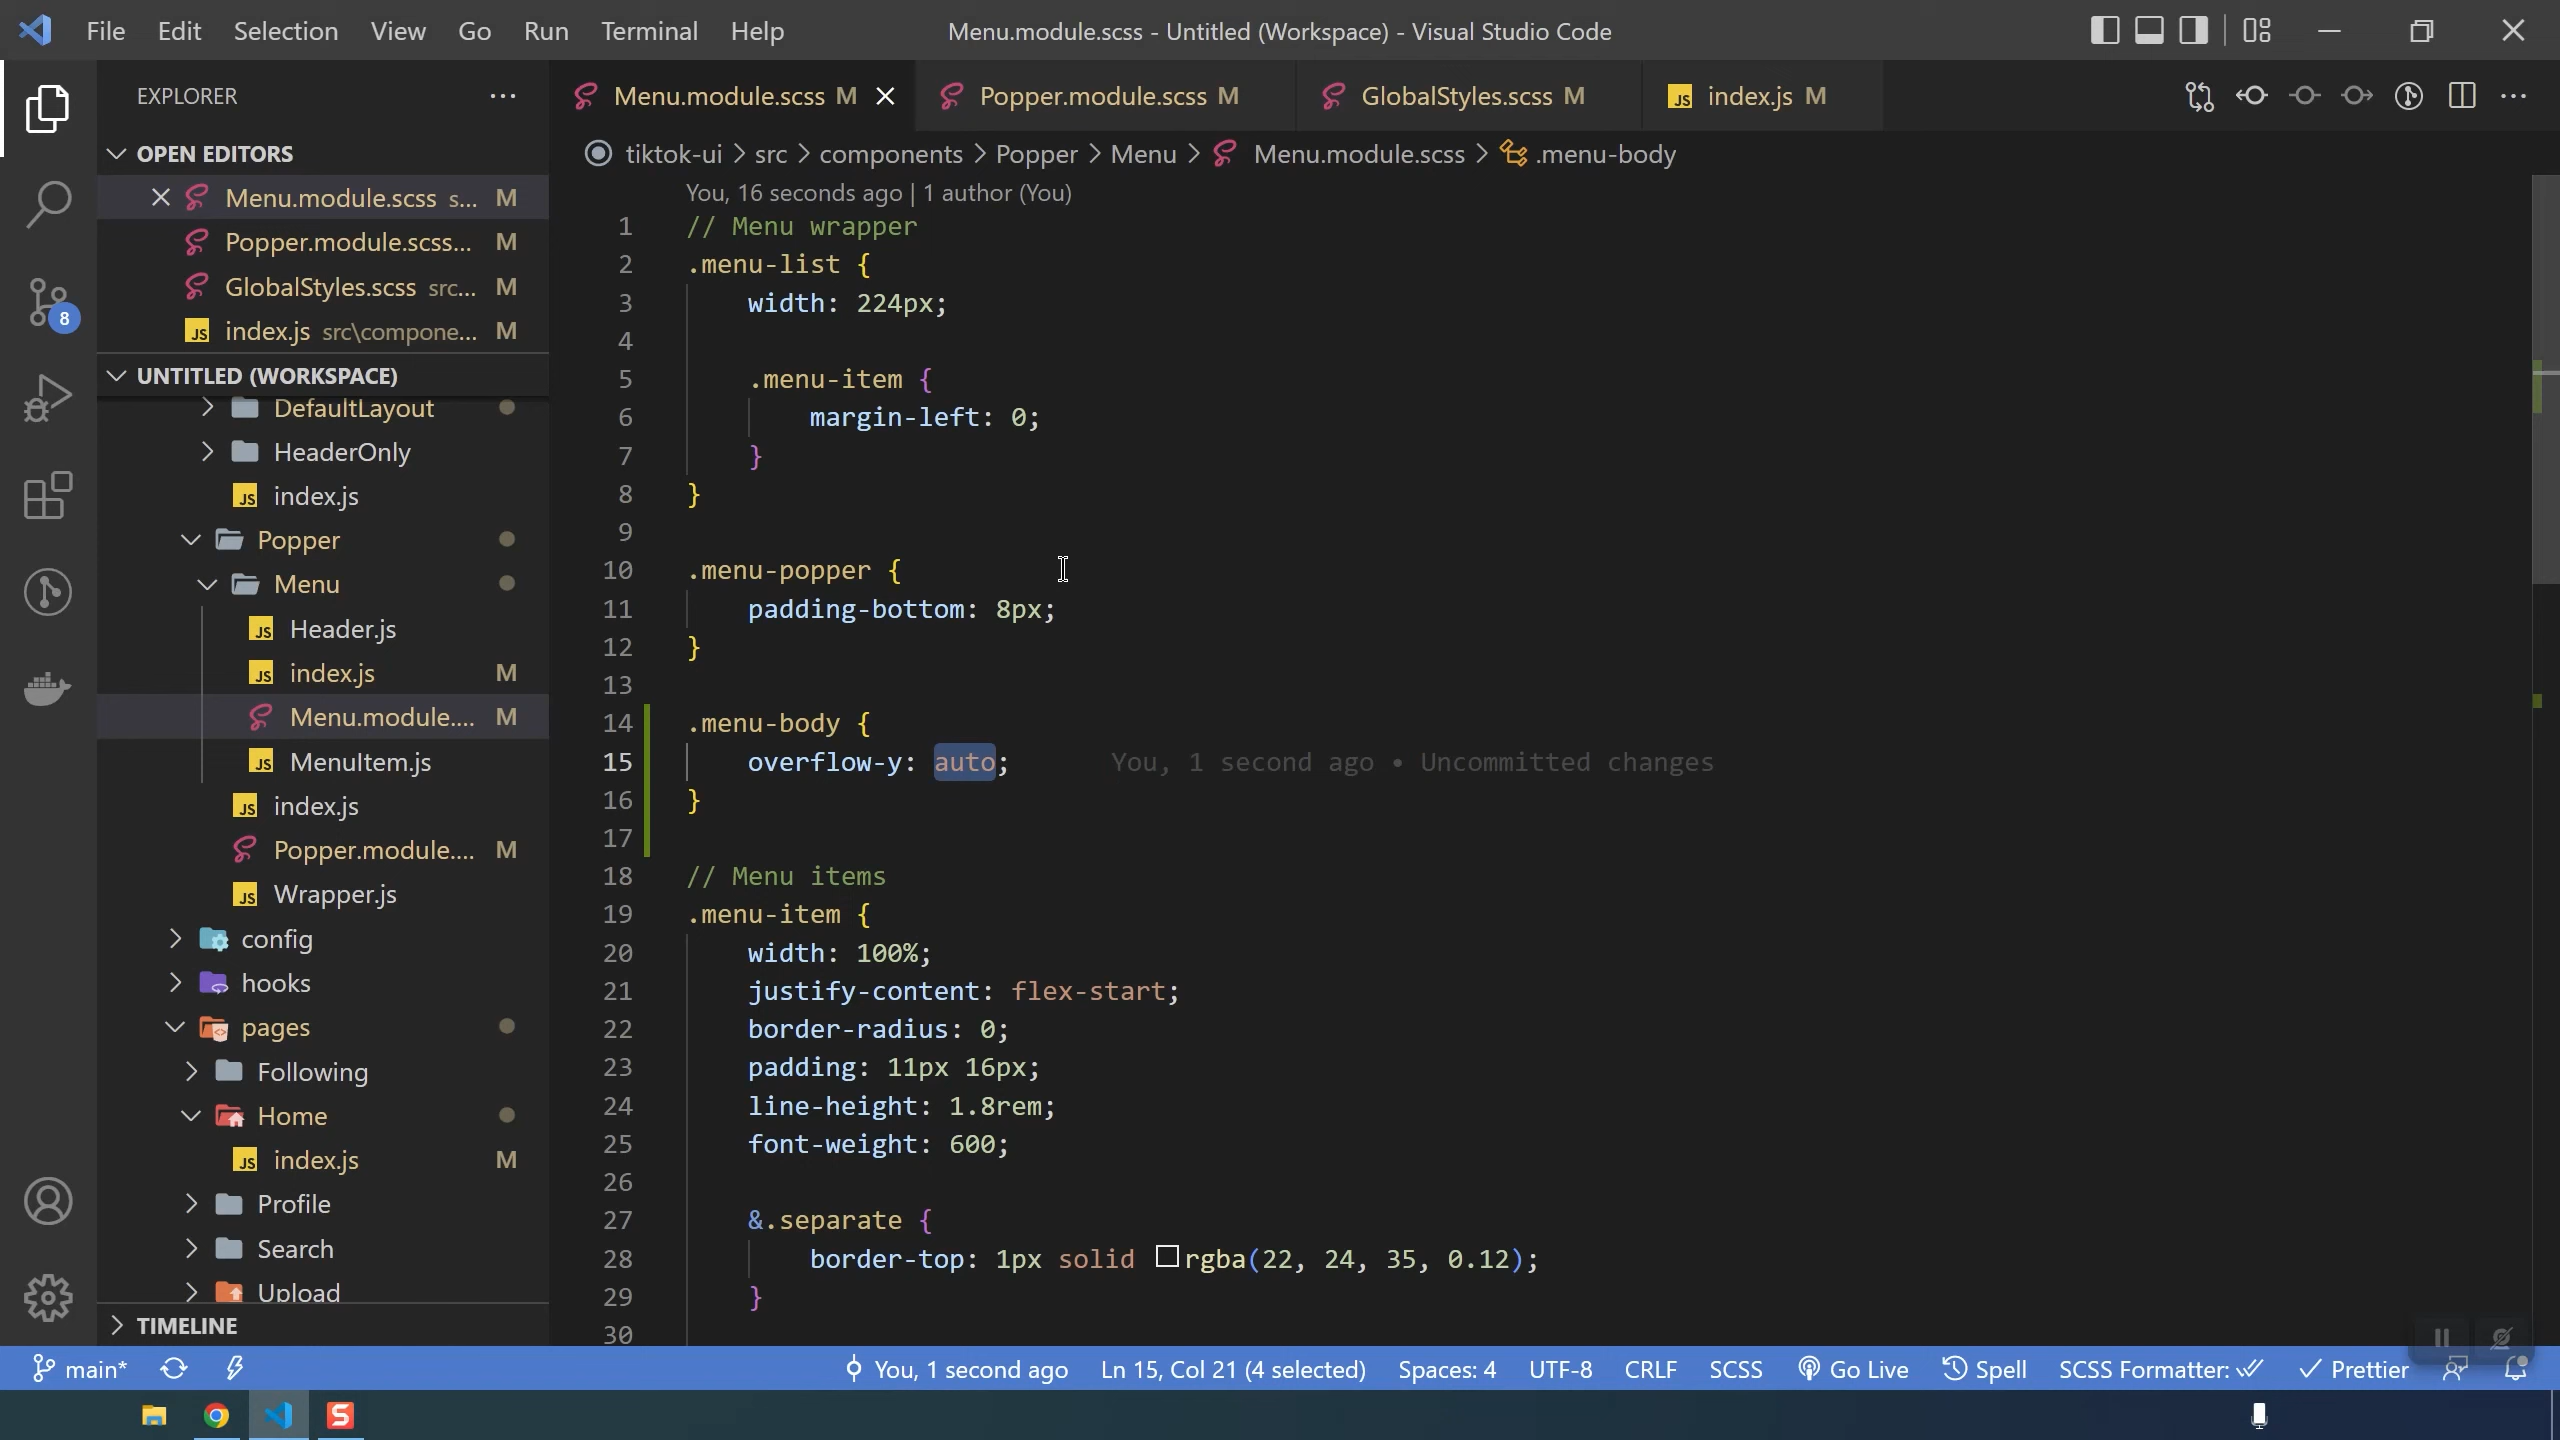 File Edit Selection View Go Run Terminal Help Menu.module.scss - Untitled (Workspace) - Visual Studio Code
EXPLORER
Menu.module.scss M
Popper.module.scss M
GlobalStyles.scss M
JS index.js M
OPEN EDITORS
Menu.module.scss s... M
Popper.module.scss... M
GlobalStyles.scss src... M
JS index.js src\compone... M
UNTITLED (WORKSPACE)
DefaultLayout
HeaderOnly
JS index.js
Popper
Menu
JS Header.js
JS index.js M
Menu.module.... M
JS MenuItem.js
JS index.js
Popper.module.... M
JS Wrapper.js
config
hooks
pages
Following
Home
JS index.js M
Profile
Search
Upload
TIMELINE
8
tiktok-ui > src > components > Popper > Menu > Menu.module.scss > .menu-body
You, 16 seconds ago | 1 author (You)
1 // Menu wrapper
2 .menu-list {
3 width: 224px;
4
5 .menu-item {
6 margin-left: 0;
7 }
8 }
9
10 .menu-popper {
11 padding-bottom: 8px;
12 }
13
14 .menu-body {
15 overflow-y: auto; You, 1 second ago • Uncommitted changes
16 }
17
18 // Menu items
19 .menu-item {
20 width: 100%;
21 justify-content: flex-start;
22 border-radius: 0;
23 padding: 11px 16px;
24 line-height: 1.8rem;
25 font-weight: 600;
26
27 &.separate {
28 border-top: 1px solid rgba(22, 24, 35, 0.12);
29 }
30
main* You, 1 second ago Ln 15, Col 21 (4 selected) Spaces: 4 UTF-8 CRLF SCSS Go Live Spell SCSS Formatter: Prettier